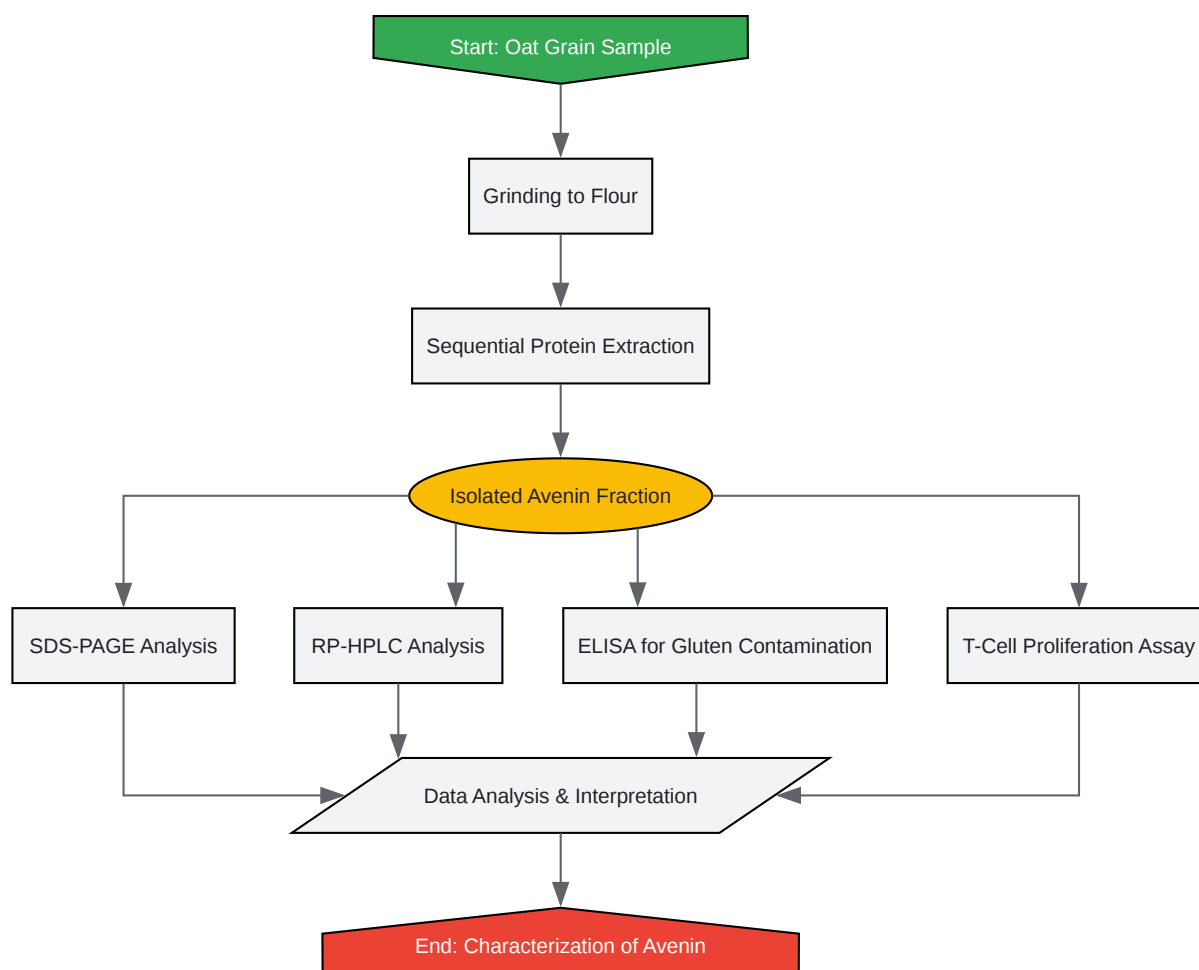 Start: Oat Grain Sample
Grinding to Flour
Sequential Protein Extraction
Isolated Avenin Fraction
SDS-PAGE Analysis
RP-HPLC Analysis
ELISA for Gluten Contamination
T-Cell Proliferation Assay
Data Analysis & Interpretation
End: Characterization of Avenin